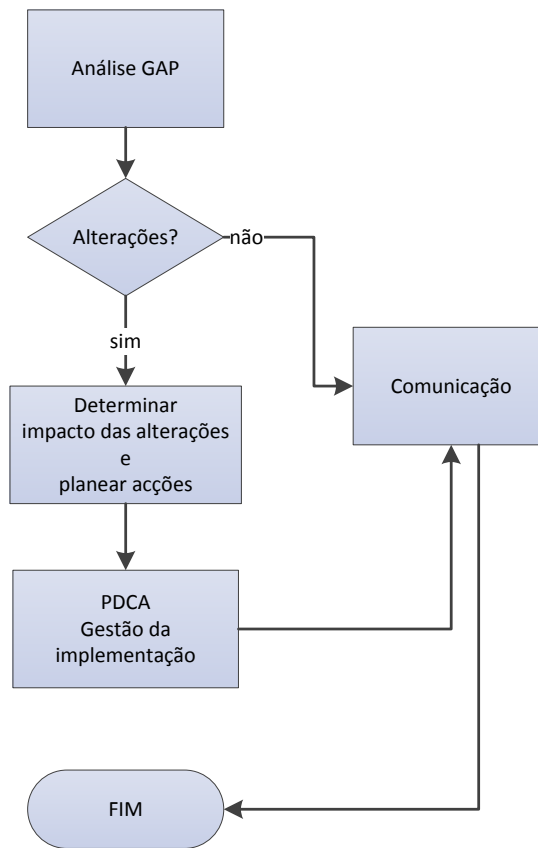 Análise GAP
Alterações?
não
sim
Comunicação
Determinar
impacto das alterações
e
planear acções
PDCA
Gestão da
implementação
FIM